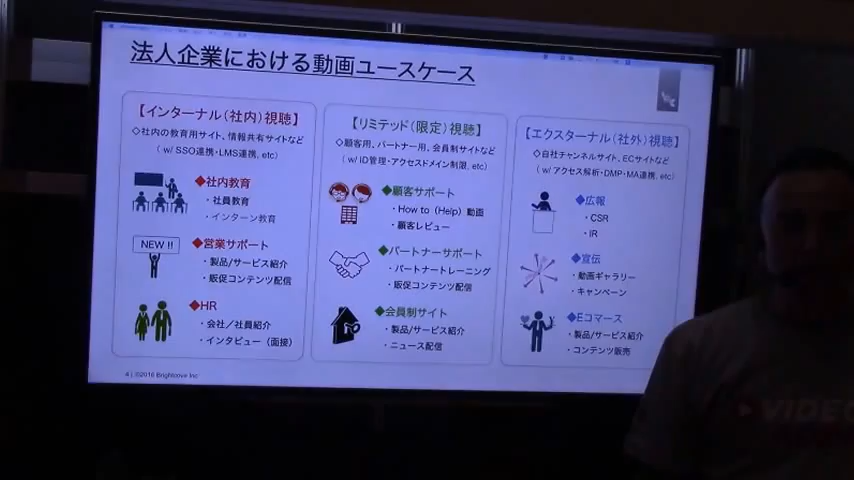 法人企業における動画ユースケース
【インターナル(社内)視聴】
◇社内の教育用サイト、情報共有サイトなど
( w/ SSO連携・LMS連携, etc)
◆社内教育
・社員教育
・インターン教育
NEW !!
◆営業サポート
・製品/サービス紹介
・販促コンテンツ配信
◆HR
・会社/社員紹介
・インタビュー(面接)
【リミテッド(限定)視聴】
◇顧客用、パートナー用、会員制サイトなど
( w/ ID管理・アクセスドメイン制限, etc)
◆顧客サポート
・How to (Help) 動画
・顧客レビュー
◆パートナーサポート
・パートナートレーニング
・販促コンテンツ配信
◆会員制サイト
・製品/サービス紹介
・ニュース配信
【エクスターナル(社外)視聴】
◇自社チャンネルサイト、ECサイトなど
( w/ アクセス解析・DMP・MA連携, etc)
◆広報
・CSR
・IR
◆宣伝
・動画ギャラリー
・キャンペーン
◆Eコマース
・製品/サービス紹介
・コンテンツ販売
4 | ©2016 Brightcove Inc
VIDEO